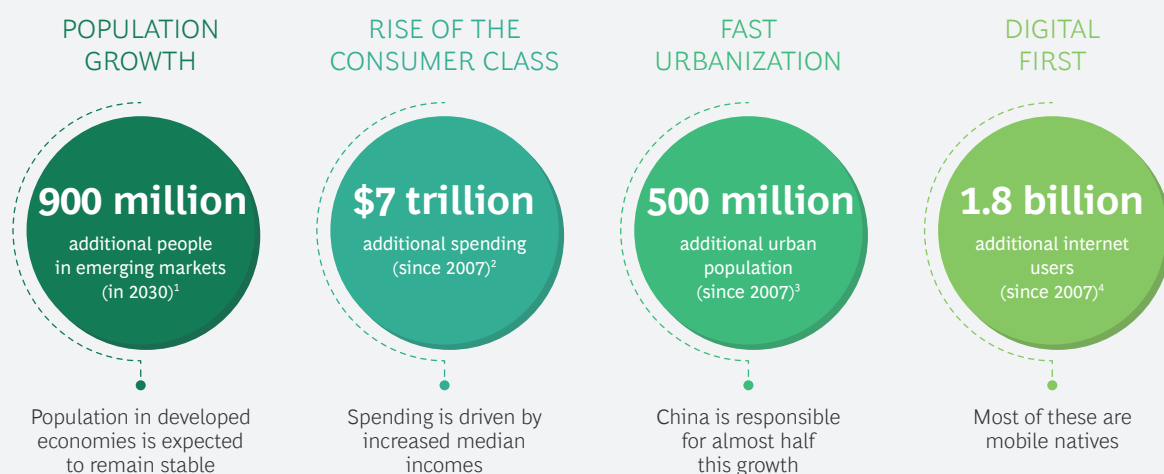 POPULATION
GROWTH
900 million
additional people
in emerging markets
(in 2030)¹
Population in developed
economies is expected
to remain stable
RISE OF THE
CONSUMER CLASS
$7 trillion
additional spending
(since 2007)²
Spending is driven by
increased median
incomes
FAST
URBANIZATION
500 million
additional urban
population
(since 2007)³
China is responsible
for almost half
this growth
DIGITAL
FIRST
1.8 billion
additional internet
users
(since 2007)⁴
Most of these are
mobile natives